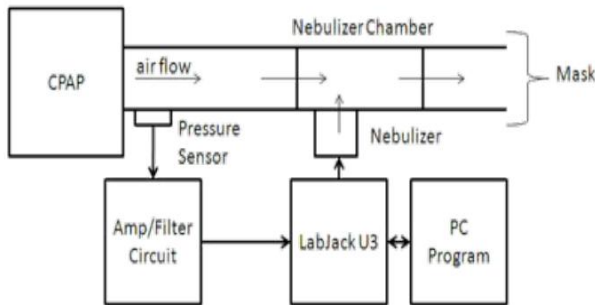 Nebulizer Chamber
CPAP
air flow
Mask
Pressure
Sensor
Nebulizer
Amp/Filter
Circuit
LabJack U3
PC
Program